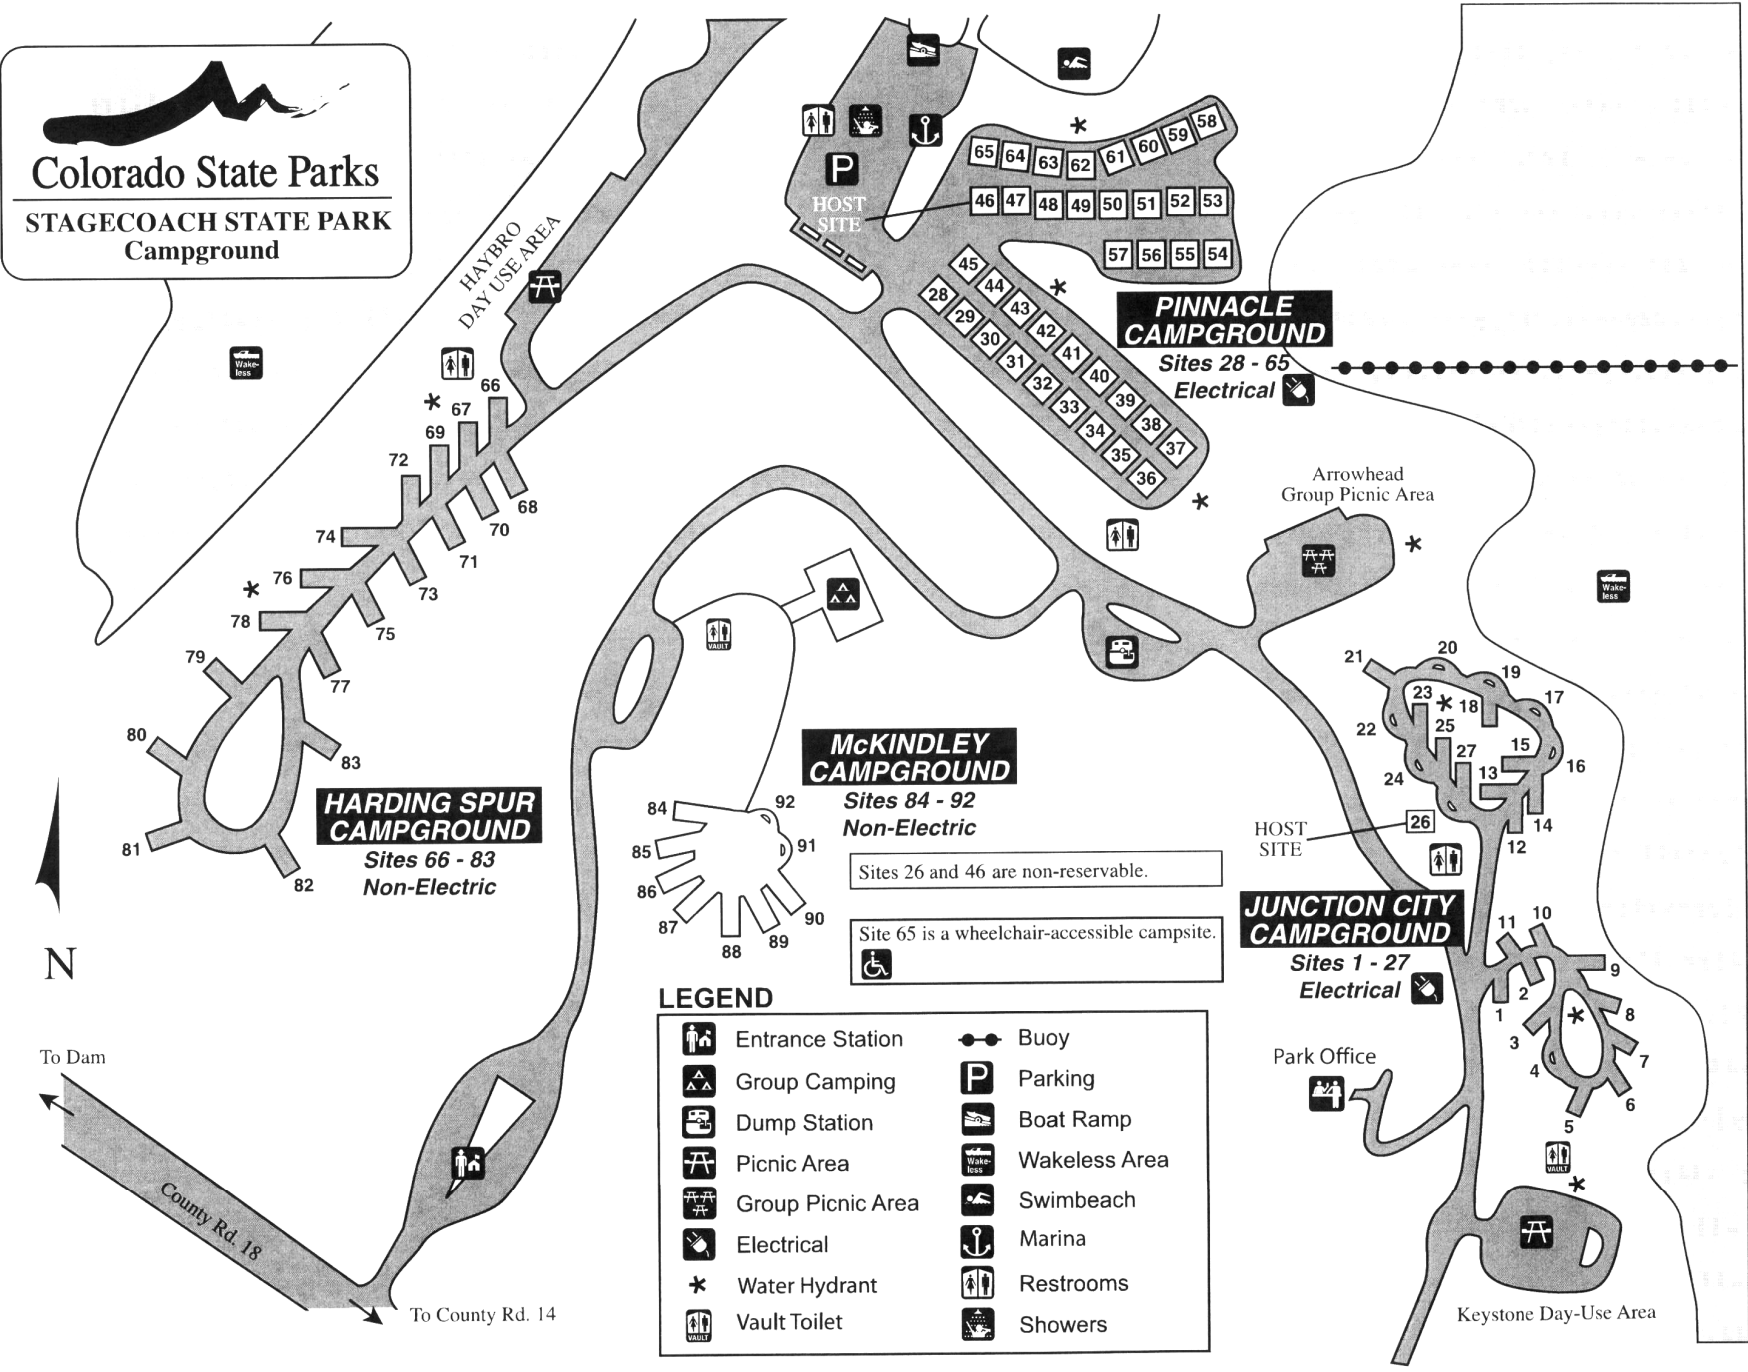 Colorado State Parks
STAGECOACH STATE PARK
Campground
HAYBRO
DAY USE AREA
Wake-
less
P
HOST
SITE
65 64 63 62 61 60 59 58
46 47 48 49 50 51 52 53
57 56 55 54
45 44 43 42 41 40 39 38 37
28 29 30 31 32 33 34 35 36
PINNACLE
CAMPGROUND
Sites 28 - 65
Electrical
Arrowhead
Group Picnic Area
Wake-
less
66
67
69
72
74
76
78
79
80
81
82
83
77
75
73
71
70
68
HARDING SPUR
CAMPGROUND
Sites 66 - 83
Non-Electric
VAULT
McKINDLEY
CAMPGROUND
Sites 84 - 92
Non-Electric
84
85
86
87
88
89
90
91
92
Sites 26 and 46 are non-reservable.
Site 65 is a wheelchair-accessible campsite.
21
20
19
17
23
18
22
25
15
27
16
24
13
26
14
12
HOST
SITE
JUNCTION CITY
CAMPGROUND
Sites 1 - 27
Electrical
11
10
9
2
1
8
3
7
4
6
5
VAULT
Park Office
Keystone Day-Use Area
N
To Dam
County Rd. 18
To County Rd. 14
LEGEND
Entrance Station
Group Camping
Dump Station
Picnic Area
Group Picnic Area
Electrical
Water Hydrant
VAULT Vault Toilet
Buoy
P Parking
Boat Ramp
Wake-
less Wakeless Area
Swimbeach
Marina
Restrooms
Showers